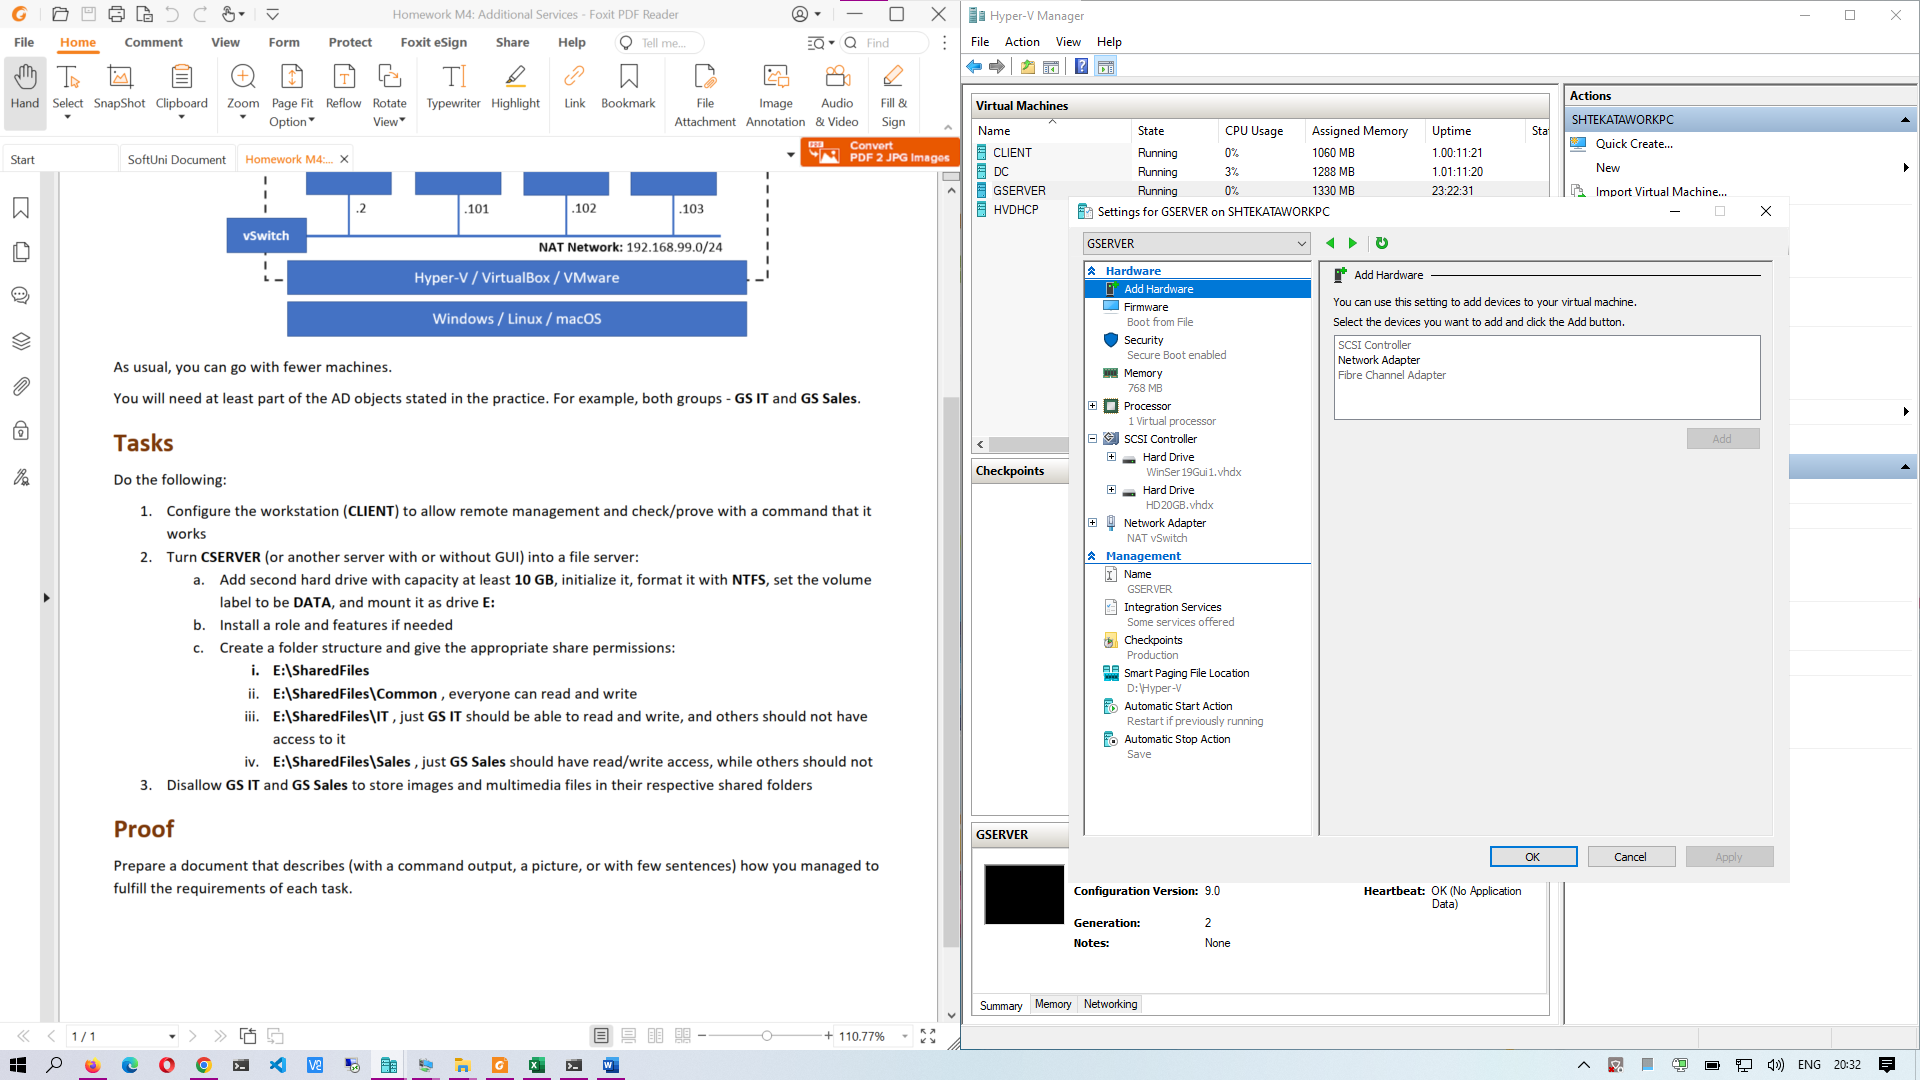 Homework M4: Additional Services - Foxit PDF Reader
File Home Comment View Form Protect Foxit eSign Share Help Tell me... Find
Hand Select SnapShot Clipboard Zoom Page Fit Option Reflow Rotate View Typewriter Highlight Link Bookmark File Attachment Image Annotation Audio & Video Fill & Sign
Start SoftUni Document Homework M4:... Convert PDF 2 JPG Images
.2 .101 .102 .103
vSwitch
NAT Network: 192.168.99.0/24
Hyper-V / VirtualBox / VMware
Windows / Linux / macOS
As usual, you can go with fewer machines.
You will need at least part of the AD objects stated in the practice. For example, both groups - GS IT and GS Sales.
Tasks
Do the following:
1. Configure the workstation (CLIENT) to allow remote management and check/prove with a command that it
works
2. Turn CSERVER (or another server with or without GUI) into a file server:
a. Add second hard drive with capacity at least 10 GB, initialize it, format it with NTFS, set the volume
label to be DATA, and mount it as drive E:
b. Install a role and features if needed
c. Create a folder structure and give the appropriate share permissions:
i. E:\SharedFiles
ii. E:\SharedFiles\Common , everyone can read and write
iii. E:\SharedFiles\IT , just GS IT should be able to read and write, and others should not have
access to it
iv. E:\SharedFiles\Sales , just GS Sales should have read/write access, while others should not
3. Disallow GS IT and GS Sales to store images and multimedia files in their respective shared folders
Proof
Prepare a document that describes (with a command output, a picture, or with few sentences) how you managed to
fulfill the requirements of each task.
1 / 1 110.77%
Hyper-V Manager
File Action View Help
Virtual Machines
Name State CPU Usage Assigned Memory Uptime Sta
CLIENT Running 0% 1060 MB 1.00:11:21
DC Running 3% 1288 MB 1.01:11:20
GSERVER Running 0% 1330 MB 23:22:31
HVDHCP
Checkpoints
GSERVER
Configuration Version: 9.0 Heartbeat: OK (No Application
Data)
Generation: 2
Notes: None
Summary Memory Networking
Actions
SHTEKATAWORKPC
Quick Create...
New
Import Virtual Machine...
Settings for GSERVER on SHTEKATAWORKPC
GSERVER
Hardware
Add Hardware
Firmware
Boot from File
Security
Secure Boot enabled
Memory
768 MB
Processor
1 Virtual processor
SCSI Controller
Hard Drive
WinSer19Gui1.vhdx
Hard Drive
HD20GB.vhdx
Network Adapter
NAT vSwitch
Management
Name
GSERVER
Integration Services
Some services offered
Checkpoints
Production
Smart Paging File Location
D:\Hyper-V
Automatic Start Action
Restart if previously running
Automatic Stop Action
Save
Add Hardware
You can use this setting to add devices to your virtual machine.
Select the devices you want to add and click the Add button.
SCSI Controller
Network Adapter
Fibre Channel Adapter
Add
OK Cancel Apply
ENG 20:32